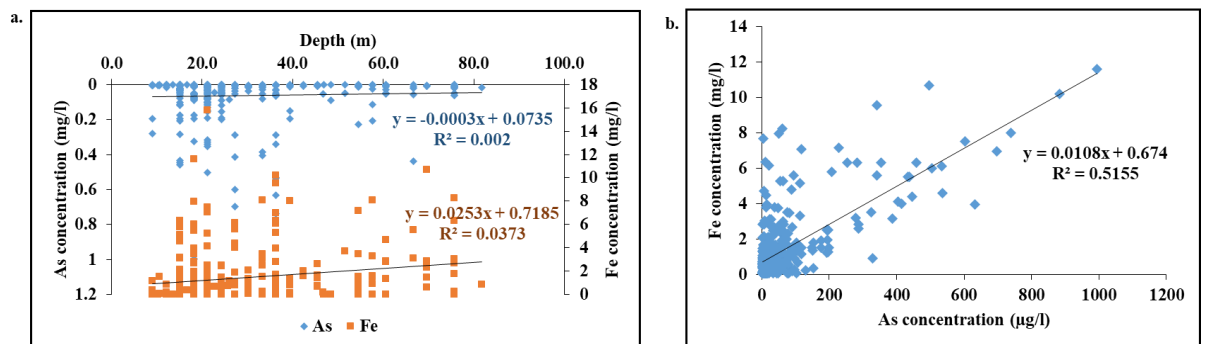 a.
Depth (m)
0.0 20.0 40.0 60.0 80.0 100.0
0 18
0.2 16
0.4 14
0.6 12
0.8 10
1 8
1.2 6
4
2
0
As concentration (mg/l)
Fe concentration (mg/l)
y = -0.0003x + 0.0735
R² = 0.002
y = 0.0253x + 0.7185
R² = 0.0373
As Fe
b.
14
12
10
8
6
4
2
0
Fe concentration (mg/l)
y = 0.0108x + 0.674
R² = 0.5155
0 200 400 600 800 1000 1200
As concentration (µg/l)